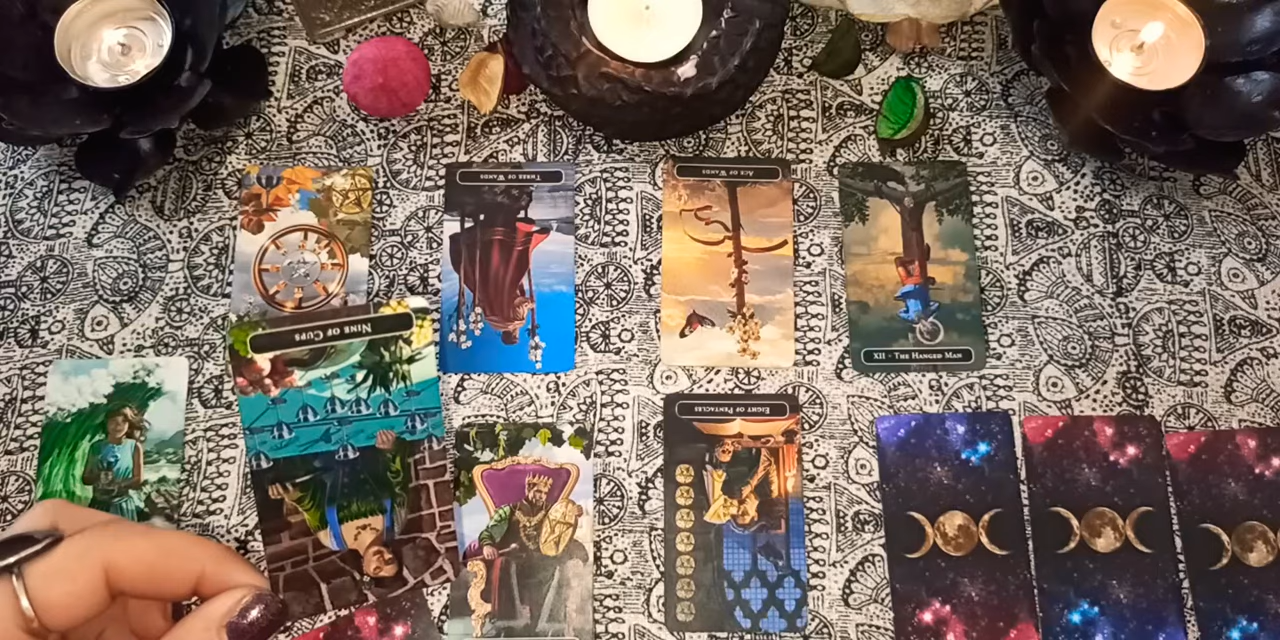 THREE OF WANDS
ACE OF WANDS
XII - THE HANGED MAN
NINE OF CUPS
EIGHT OF PENTACLES